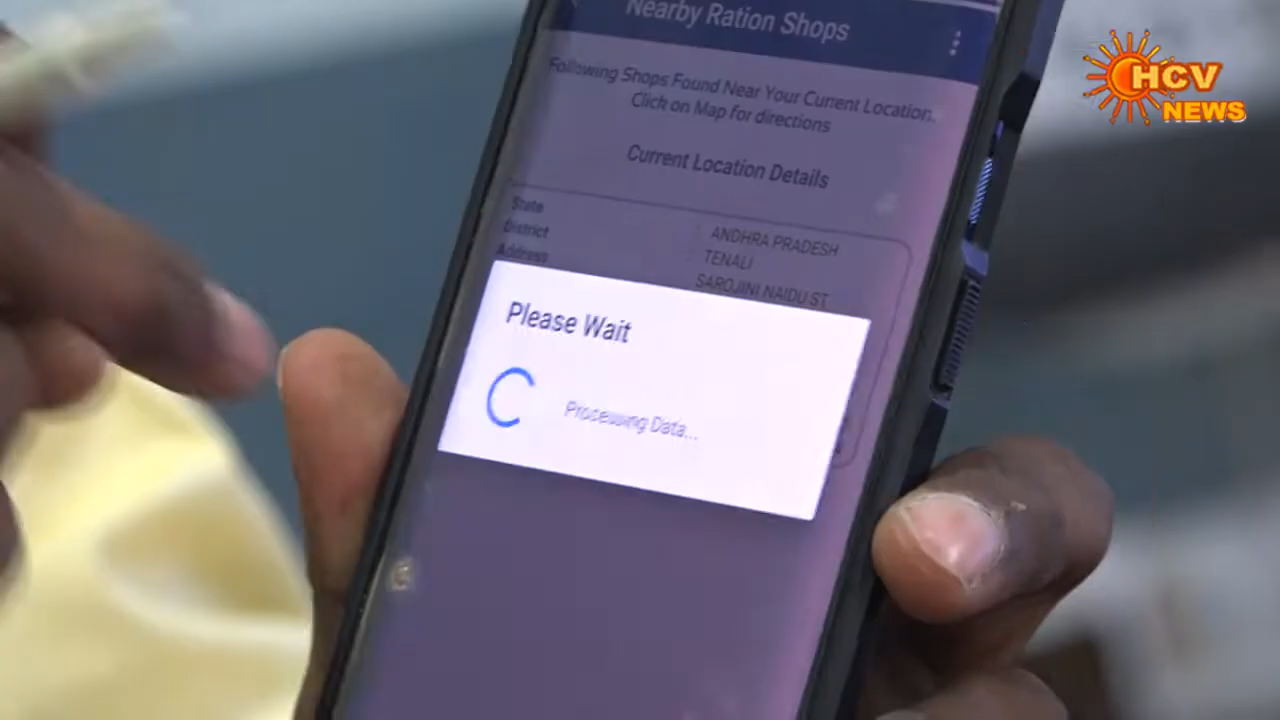 Nearby Ration Shops
Following Shops Found Near Your Current Location.
Click on Map for directions
Current Location Details
State : ANDHRA PRADESH
District : TENALI
Address SAROJINI NAIDU ST
Please Wait
Processing Data...
HCV
NEWS